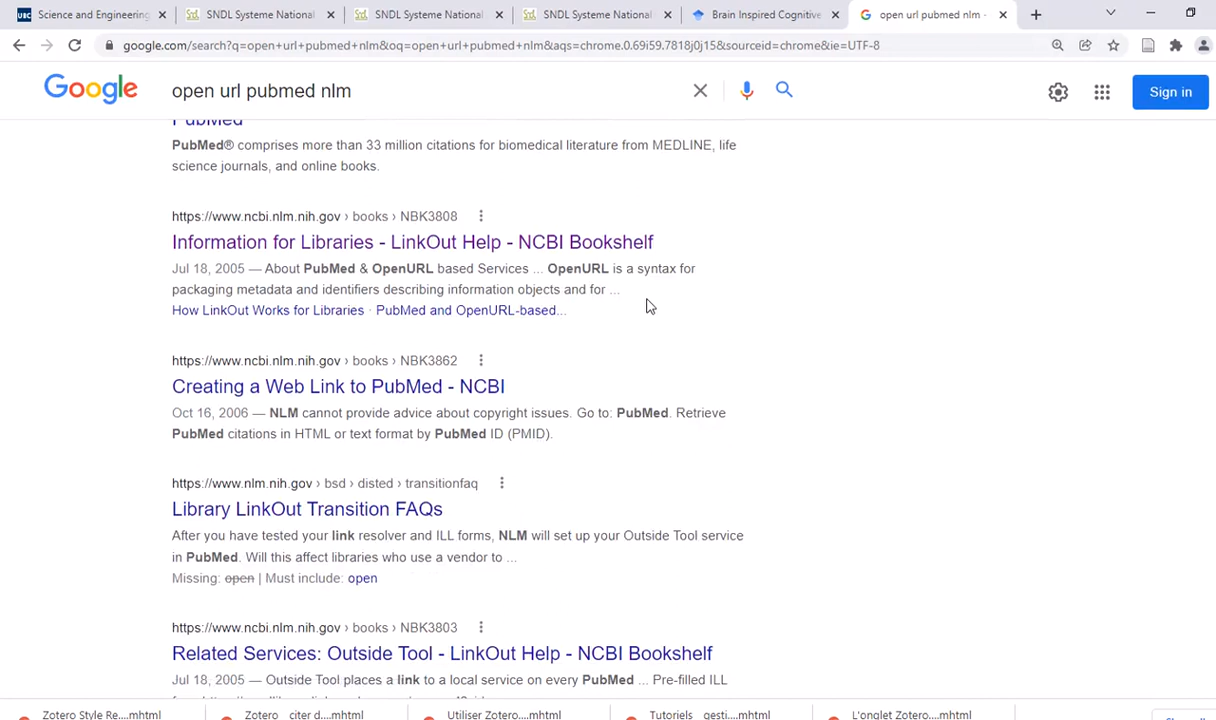 Science and Engineering
SNDL Systeme National
SNDL Systeme National
SNDL Systeme National
Brain Inspired Cognitive
open url pubmed nlm -
google.com/search?q=open+url+pubmed+nlm&oq=open+url+pubmed+nlm&aqs=chrome.0.69i59.7818j0j15&sourceid=chrome&ie=UTF-8
Google
open url pubmed nlm
Sign in
PubMed
PubMed® comprises more than 33 million citations for biomedical literature from MEDLINE, life
science journals, and online books.
https://www.ncbi.nlm.nih.gov › books › NBK3808
Information for Libraries - LinkOut Help - NCBI Bookshelf
Jul 18, 2005 — About PubMed & OpenURL based Services ... OpenURL is a syntax for
packaging metadata and identifiers describing information objects and for ...
How LinkOut Works for Libraries · PubMed and OpenURL-based...
https://www.ncbi.nlm.nih.gov › books › NBK3862
Creating a Web Link to PubMed - NCBI
Oct 16, 2006 — NLM cannot provide advice about copyright issues. Go to: PubMed. Retrieve
PubMed citations in HTML or text format by PubMed ID (PMID).
https://www.nlm.nih.gov › bsd › disted › transitionfaq
Library LinkOut Transition FAQs
After you have tested your link resolver and ILL forms, NLM will set up your Outside Tool service
in PubMed. Will this affect libraries who use a vendor to ...
Missing: open | Must include: open
https://www.ncbi.nlm.nih.gov › books › NBK3803
Related Services: Outside Tool - LinkOut Help - NCBI Bookshelf
Jul 18, 2005 — Outside Tool places a link to a local service on every PubMed ... Pre-filled ILL
Zotero Style Re....mhtml
Zotero_ citer d....mhtml
Utiliser Zotero....mhtml
Tutoriels _ gesti....mhtml
L'onglet Zotero....mhtml